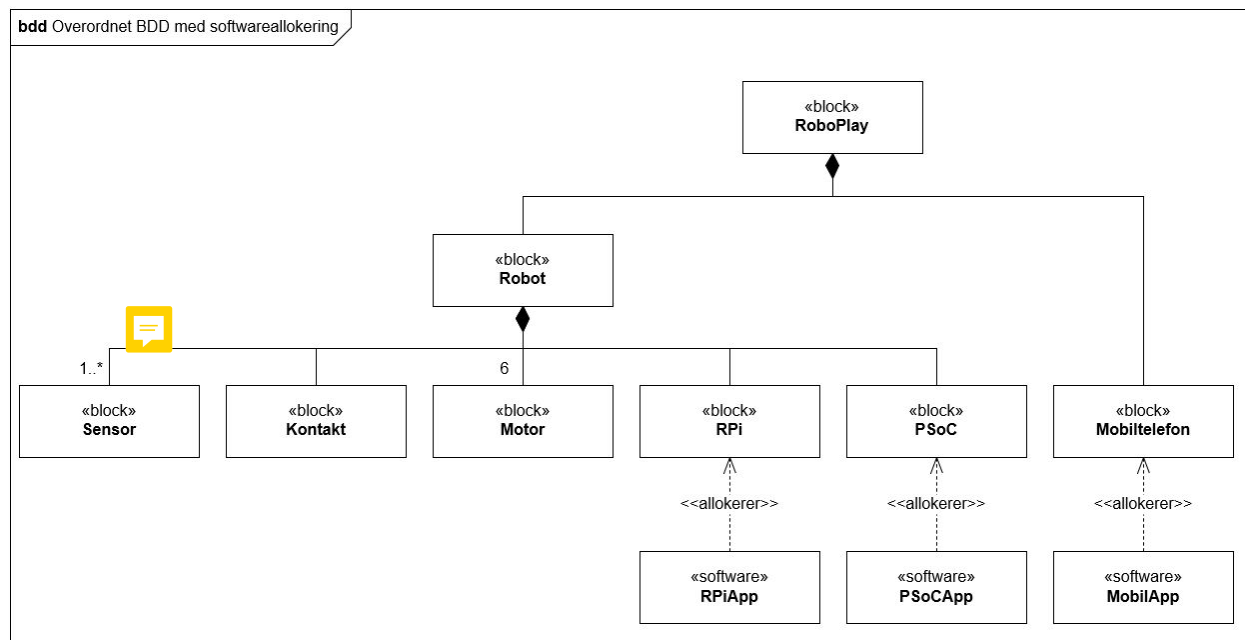 bdd Overordnet BDD med softwareallokering
«block»
RoboPlay
«block»
Robot
1..*
6
«block»
Sensor
«block»
Kontakt
«block»
Motor
«block»
RPi
«block»
PSoC
«block»
Mobiltelefon
<<allokerer>>
<<allokerer>>
<<allokerer>>
«software»
RPiApp
«software»
PSoCApp
«software»
MobilApp